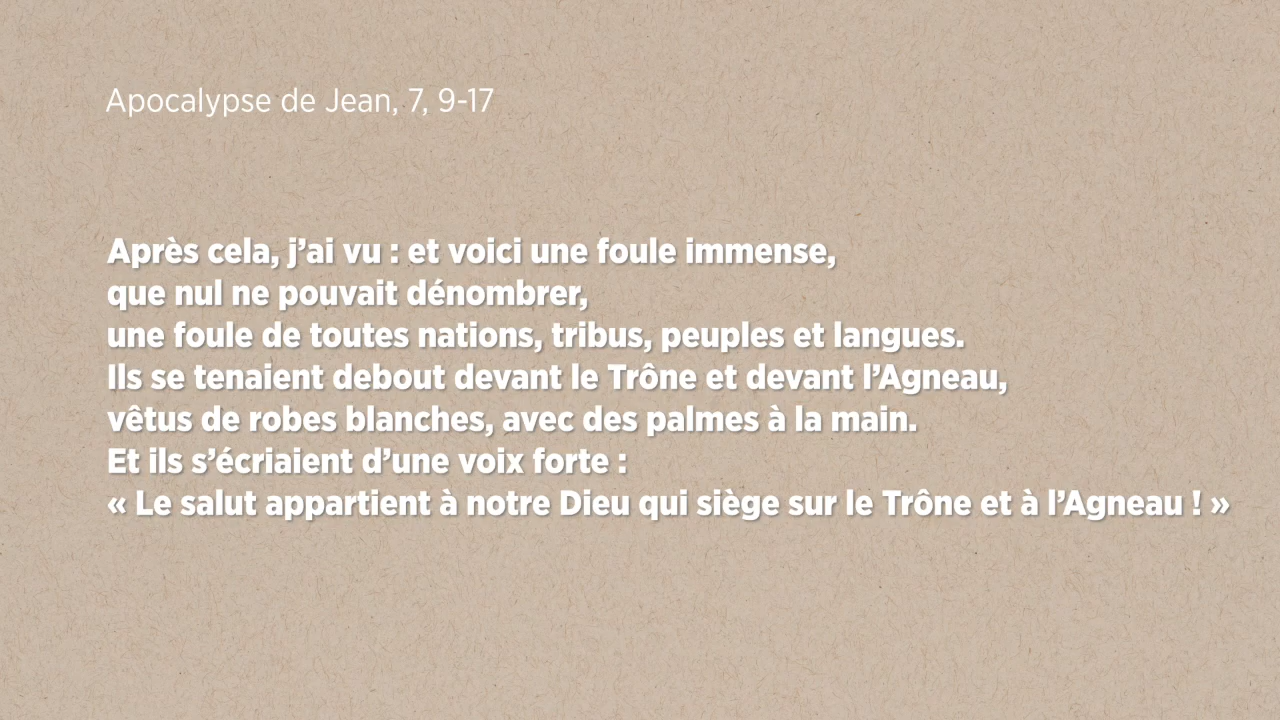 Apocalypse de Jean, 7, 9-17
Après cela, j’ai vu : et voici une foule immense,
que nul ne pouvait dénombrer,
une foule de toutes nations, tribus, peuples et langues.
Ils se tenaient debout devant le Trône et devant l’Agneau,
vêtus de robes blanches, avec des palmes à la main.
Et ils s’écriaient d’une voix forte :
« Le salut appartient à notre Dieu qui siège sur le Trône et à l’Agneau ! »